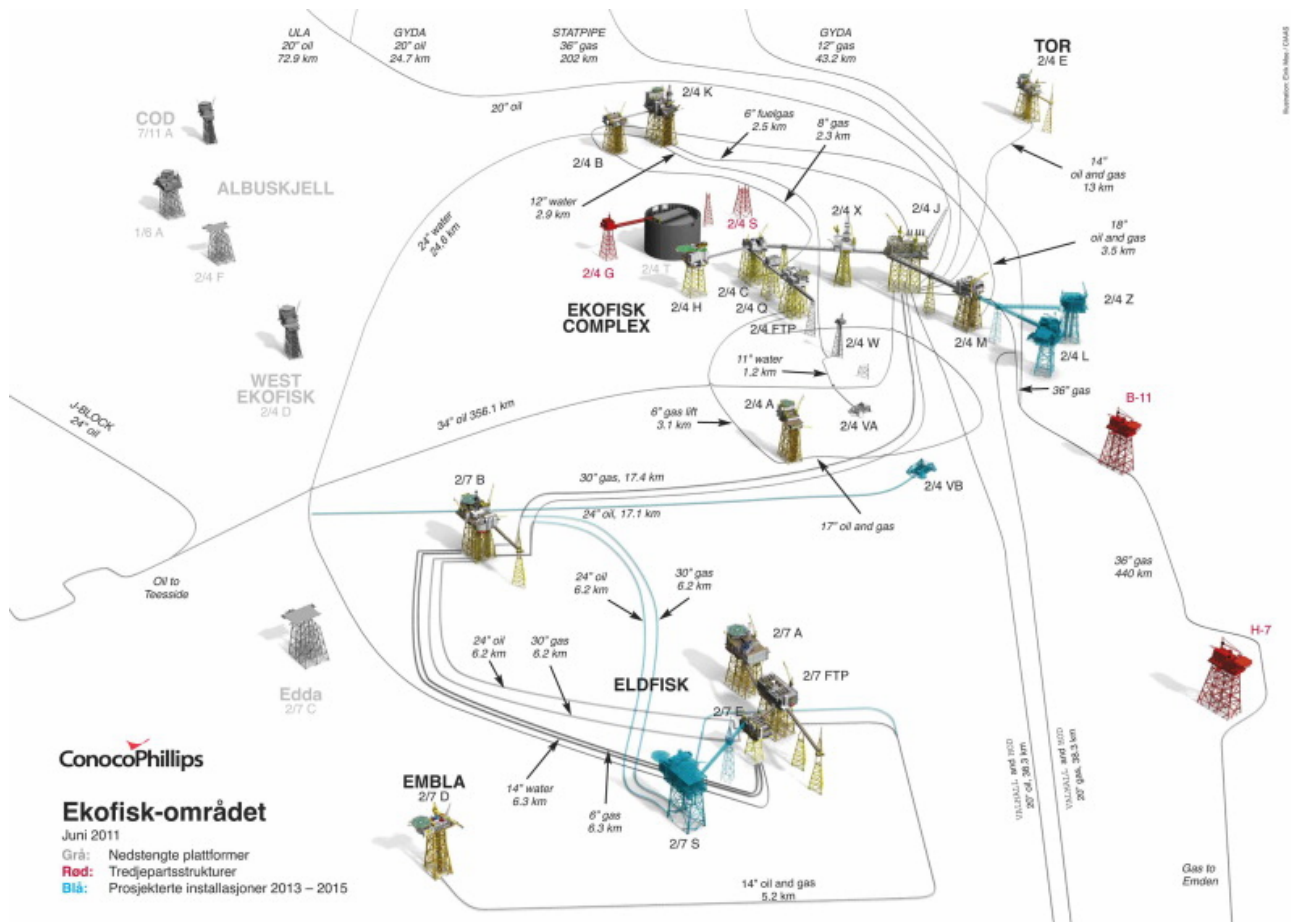 ULA
20" oil
72.9 km
GYDA
20" oil
24.7 km
STATPIPE
36" gas
202 km
GYDA
12" gas
43.2 km
TOR
2/4 E
COD
7/11 A
20" oil
2/4 K
6" fuelgas
2.5 km
8" gas
2.3 km
2/4 B
14"
oil and gas
13 km
ALBUSKJELL
1/6 A
2/4 F
24" water
24,6 km
12" water
2.9 km
2/4 S
2/4 X
2/4 J
18"
oil and gas
3.5 km
2/4 G
2/4 T
2/4 H
2/4 C
2/4 Q
2/4 FTP
EKOFISK
COMPLEX
2/4 W
2/4 M
2/4 Z
2/4 L
WEST
EKOFISK
2/4 D
11" water
1.2 km
36" gas
J-BLOCK
24" oil
34" oil 356.1 km
6" gas lift
3.1 km
2/4 A
2/4 VA
B-11
2/7 B
30" gas, 17.4 km
24" oil, 17.1 km
2/4 VB
17" oil and gas
Oil to
Teesside
24" oil
6.2 km
30" gas
6.2 km
36" gas
440 km
24" oil
6.2 km
30" gas
6.2 km
2/7 A
H-7
ELDFISK
2/7 FTP
2/7 E
Edda
2/7 C
ConocoPhillips
EMBLA
2/7 D
14" water
6.3 km
6" gas
6.3 km
2/7 S
VALHALL and HOD
20" oil, 38.3 km
VALHALL and HOD
20" gas, 38.3 km
Ekofisk-området
Juni 2011
Grå: Nedstengte plattformer
Rød: Tredjepartsstrukturer
Blå: Prosjekterte installasjoner 2013 – 2015
14" oil and gas
5.2 km
Gas to
Emden